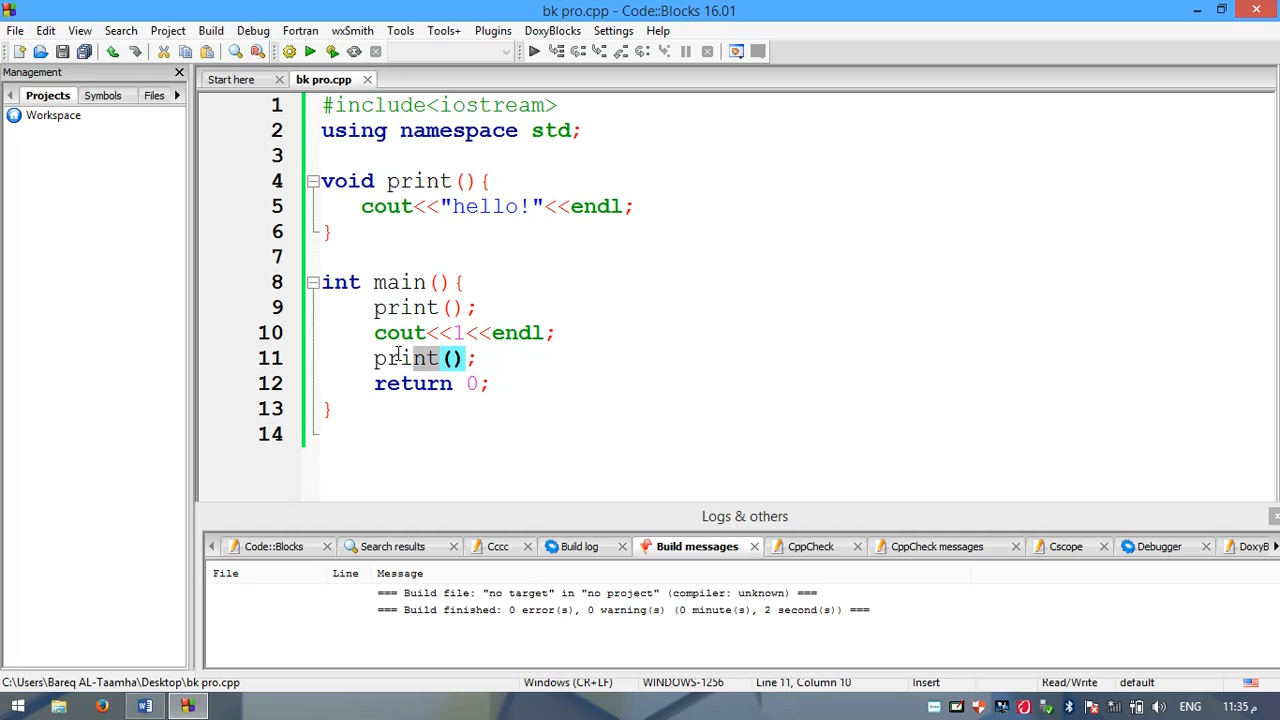 bk pro.cpp - Code::Blocks 16.01
File Edit View Search Project Build Debug Fortran wxSmith Tools Tools+ Plugins DoxyBlocks Settings Help
Management
Start here
bk pro.cpp
Projects Symbols Files
Workspace
1 #include<iostream>
2 using namespace std;
3
4 void print(){
5 cout<<"hello!"<<endl;
6 }
7
8 int main(){
9 print();
10 cout<<1<<endl;
11 print();
12 return 0;
13 }
14
Logs & others
Code::Blocks Search results Cccc Build log Build messages CppCheck CppCheck messages Cscope Debugger DoxyB
File Line Message
=== Build file: "no target" in "no project" (compiler: unknown) ===
=== Build finished: 0 error(s), 0 warning(s) (0 minute(s), 2 second(s)) ===
C:\Users\Bareq AL-Taamha\Desktop\bk pro.cpp Windows (CR+LF) WINDOWS-1256 Line 11, Column 10 Insert Read/Write default
ENG 11:35 م